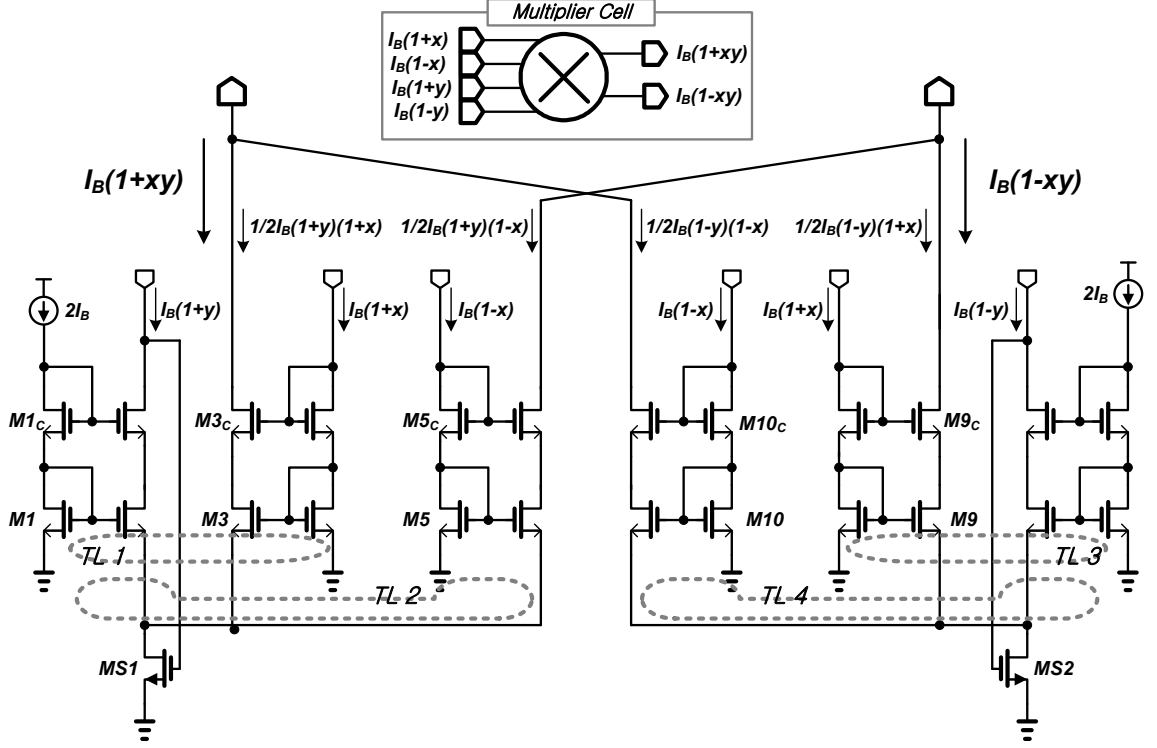 Multiplier Cell
I_B(1+x)
I_B(1-x)
I_B(1+y)
I_B(1-y)
I_B(1+xy)
I_B(1-xy)
I_B(1+xy)
I_B(1-xy)
1/2I_B(1+y)(1+x)
1/2I_B(1+y)(1-x)
1/2I_B(1-y)(1-x)
1/2I_B(1-y)(1+x)
2I_B
I_B(1+y)
I_B(1+x)
I_B(1-x)
I_B(1-x)
I_B(1+x)
I_B(1-y)
2I_B
M1_C
M3_C
M5_C
M10_C
M9_C
M1
M3
M5
M10
M9
TL 1
TL 3
TL 2
TL 4
MS1
MS2